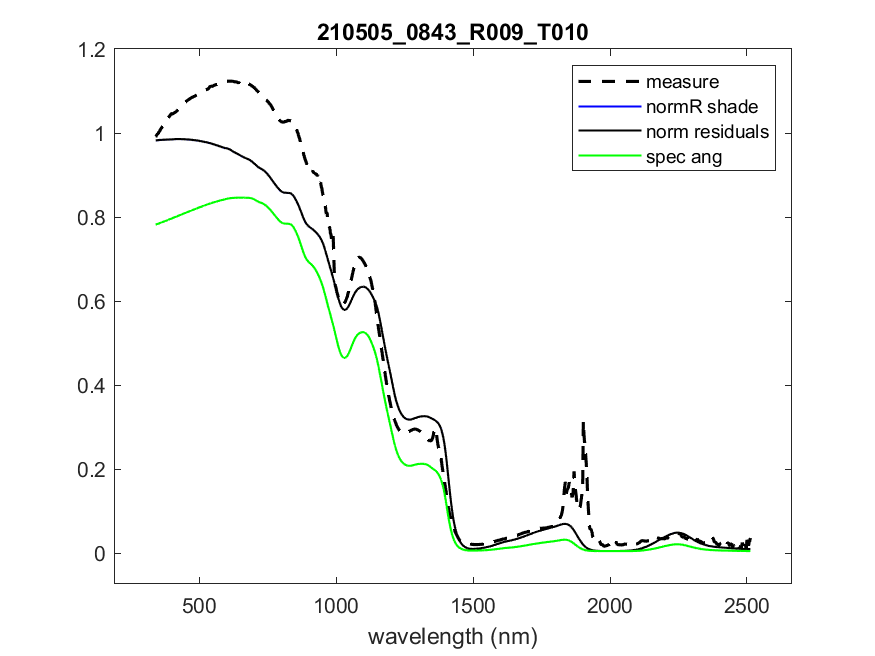 210505_0843_R009_T010
1.2
1
0.8
0.6
0.4
0.2
0
measure
normR shade
norm residuals
spec ang
500 1000 1500 2000 2500
wavelength (nm)